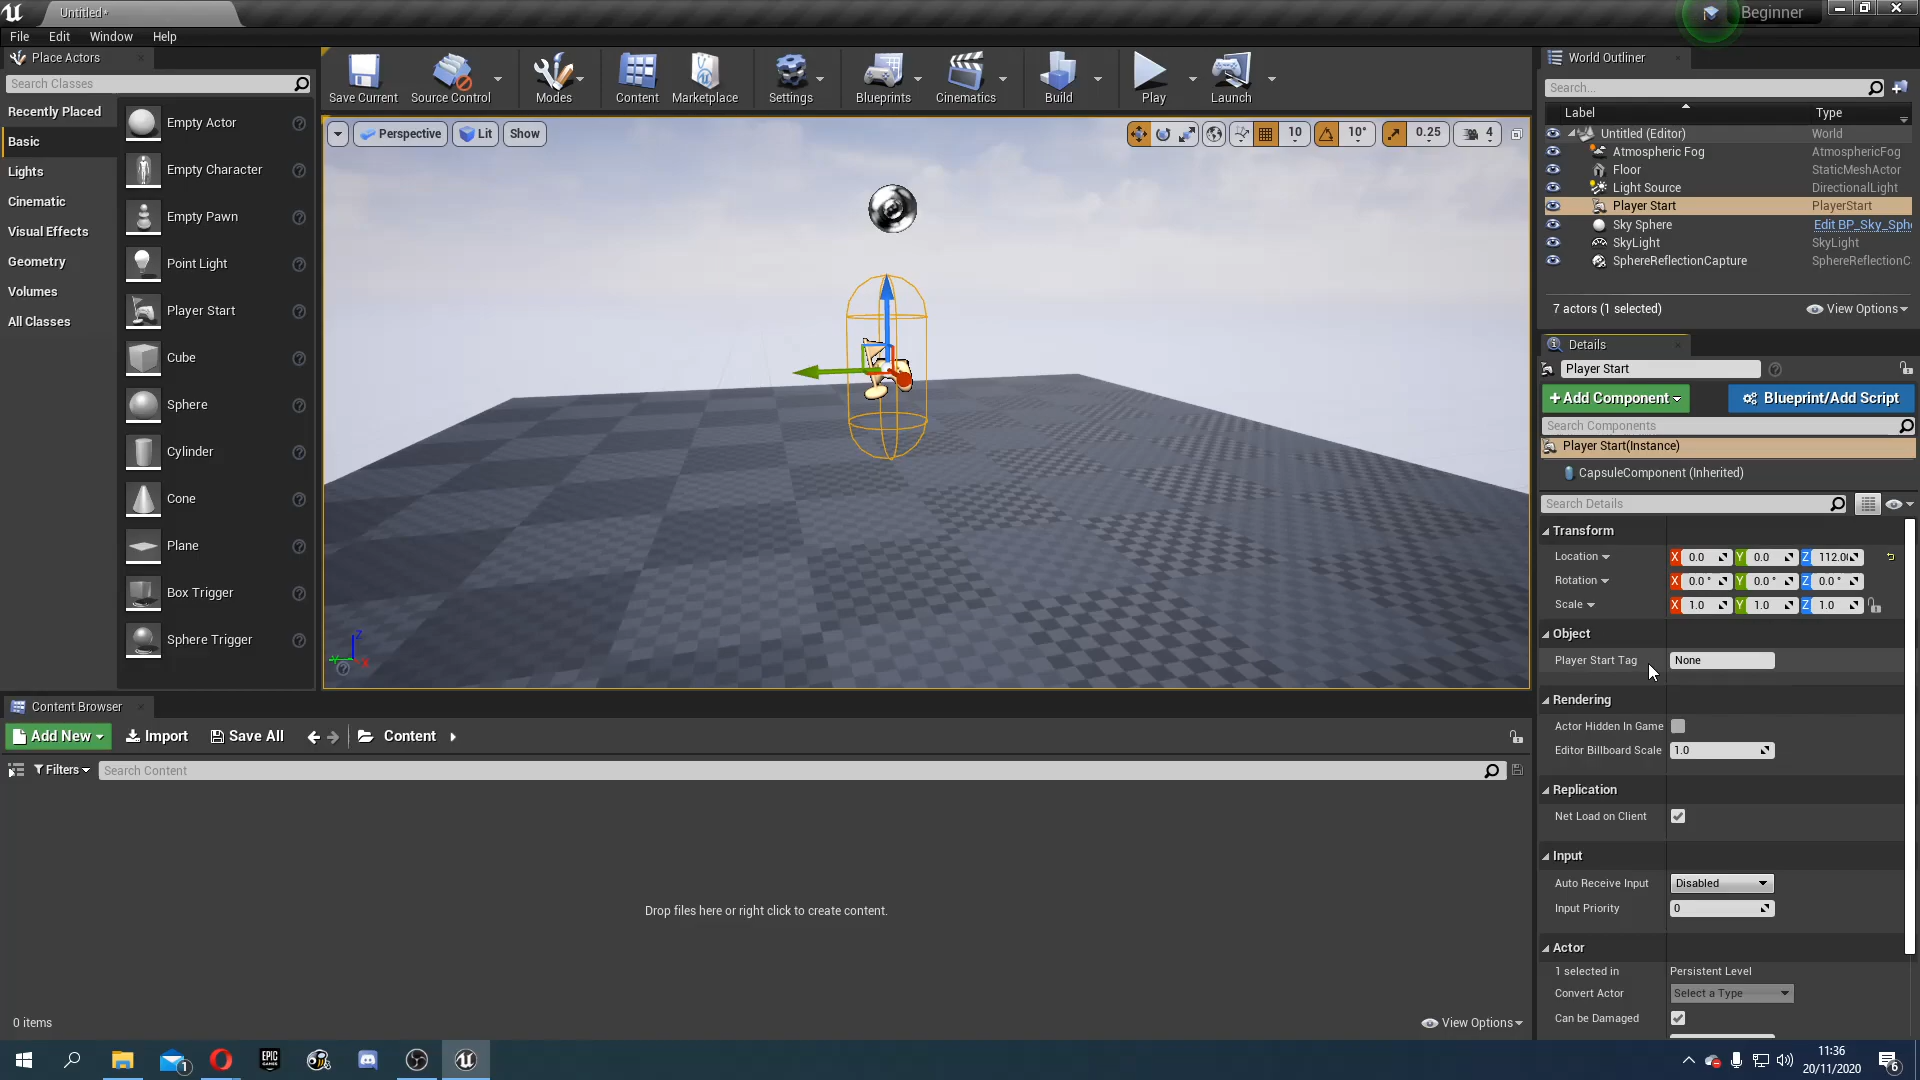 Untitled*
Beginner
File Edit Window Help
Place Actors
Search Classes
Recently Placed
Basic
Lights
Cinematic
Visual Effects
Geometry
Volumes
All Classes
Empty Actor
Empty Character
Empty Pawn
Point Light
Player Start
Cube
Sphere
Cylinder
Cone
Plane
Box Trigger
Sphere Trigger
Save Current Source Control Modes Content Marketplace Settings Blueprints Cinematics Build Play Launch
Perspective Lit Show
10 10° 0.25 4
World Outliner
Search...
Label Type
Untitled (Editor) World
Atmospheric Fog AtmosphericFog
Floor StaticMeshActor
Light Source DirectionalLight
Player Start PlayerStart
Sky Sphere Edit BP_Sky_Sph
SkyLight SkyLight
SphereReflectionCapture SphereReflectionC
7 actors (1 selected) View Options
Details
Player Start
+Add Component Blueprint/Add Script
Search Components
Player Start(Instance)
CapsuleComponent (Inherited)
Search Details
Transform
Location X 0.0 Y 0.0 Z 112.0
Rotation X 0.0 ° Y 0.0 ° Z 0.0 °
Scale X 1.0 Y 1.0 Z 1.0
Object
Player Start Tag None
Rendering
Actor Hidden In Game
Editor Billboard Scale 1.0
Replication
Net Load on Client
Input
Auto Receive Input Disabled
Input Priority 0
Actor
1 selected in Persistent Level
Convert Actor Select a Type
Can be Damaged
Z
Y
X
Content Browser
Add New Import Save All Content
Filters Search Content
Drop files here or right click to create content.
0 items View Options
1
EPIC GAMES
11:36
20/11/2020
6